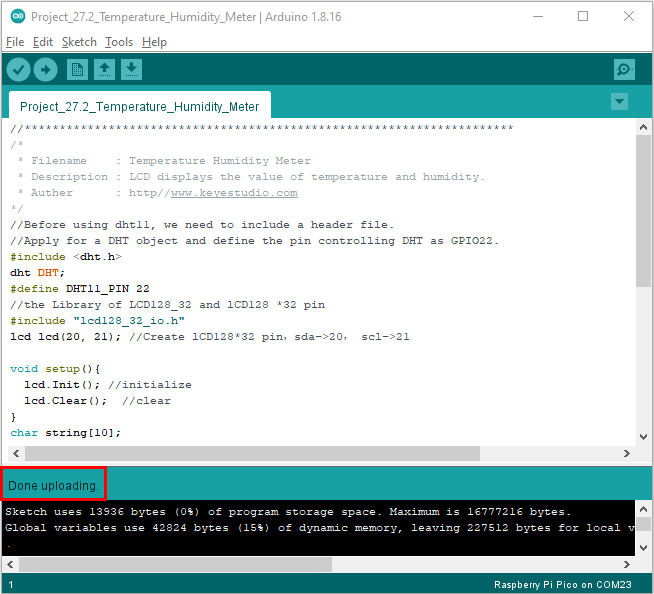 Project_27.2_Temperature_Humidity_Meter | Arduino 1.8.16
File Edit Sketch Tools Help
Project_27.2_Temperature_Humidity_Meter
//**********************************************************************
/*
 * Filename    : Temperature Humidity Meter
 * Description : LCD displays the value of temperature and humidity.
 * Auther      : http//www.keyestudio.com
*/
//Before using dht11, we need to include a header file.
//Apply for a DHT object and define the pin controlling DHT as GPIO22.
#include <dht.h>
dht DHT;
#define DHT11_PIN 22
//the Library of LCD128_32 and lCD128 *32 pin
#include "lcd128_32_io.h"
lcd lcd(20, 21); //Create lCD128*32 pin，sda->20， scl->21
void setup(){
  lcd.Init(); //initialize
  lcd.Clear();  //clear
}
char string[10];
Done uploading.
Sketch uses 13936 bytes (0%) of program storage space. Maximum is 16777216 bytes.
Global variables use 42824 bytes (15%) of dynamic memory, leaving 227512 bytes for local v
.
1
Raspberry Pi Pico on COM23